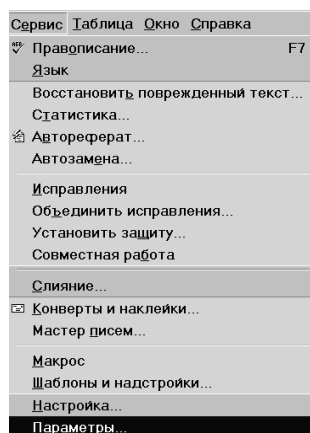 Сервис Таблица Окно Справка
Правописание... F7
Язык
Восстановить поврежденный текст...
Статистика...
Автореферат...
Автозамена...
Исправления
Объединить исправления...
Установить защиту...
Совместная работа
Слияние...
Конверты и наклейки...
Мастер писем...
Макрос
Шаблоны и надстройки...
Настройка...
Параметры...